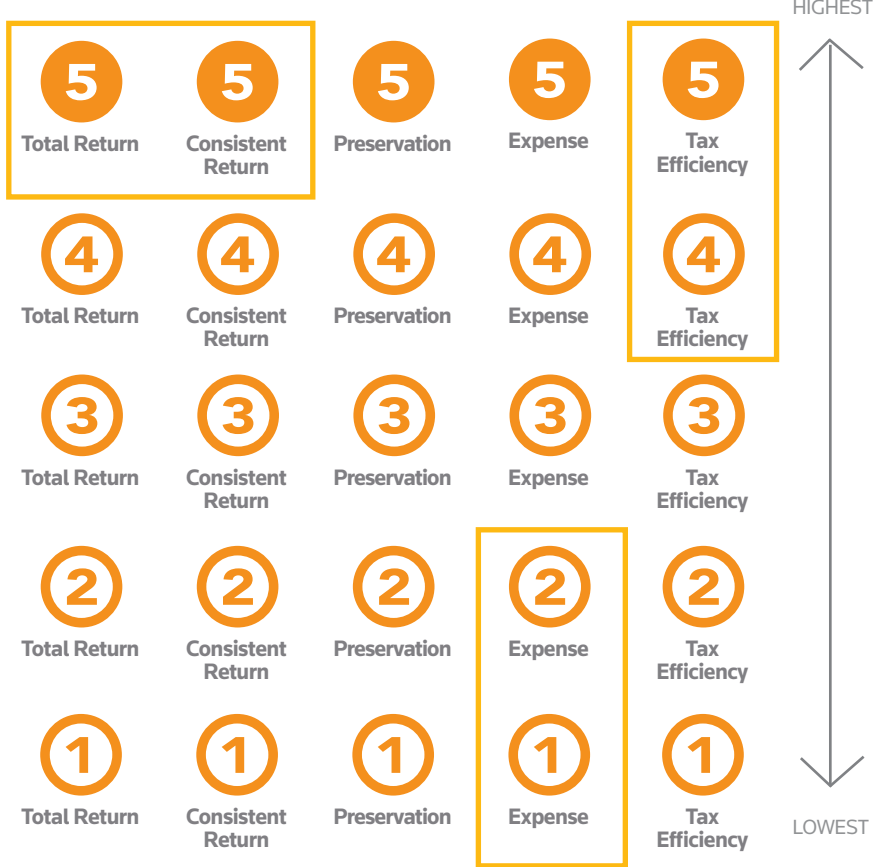 HIGHEST
5 5 5 5 5
Total Return Consistent Preservation Expense Tax
Return Efficiency
4 4 4 4 4
Total Return Consistent Preservation Expense Tax
Return Efficiency
3 3 3 3 3
Total Return Consistent Preservation Expense Tax
Return Efficiency
2 2 2 2 2
Total Return Consistent Preservation Expense Tax
Return Efficiency
1 1 1 1 1
Total Return Consistent Preservation Expense Tax
Return Efficiency
LOWEST